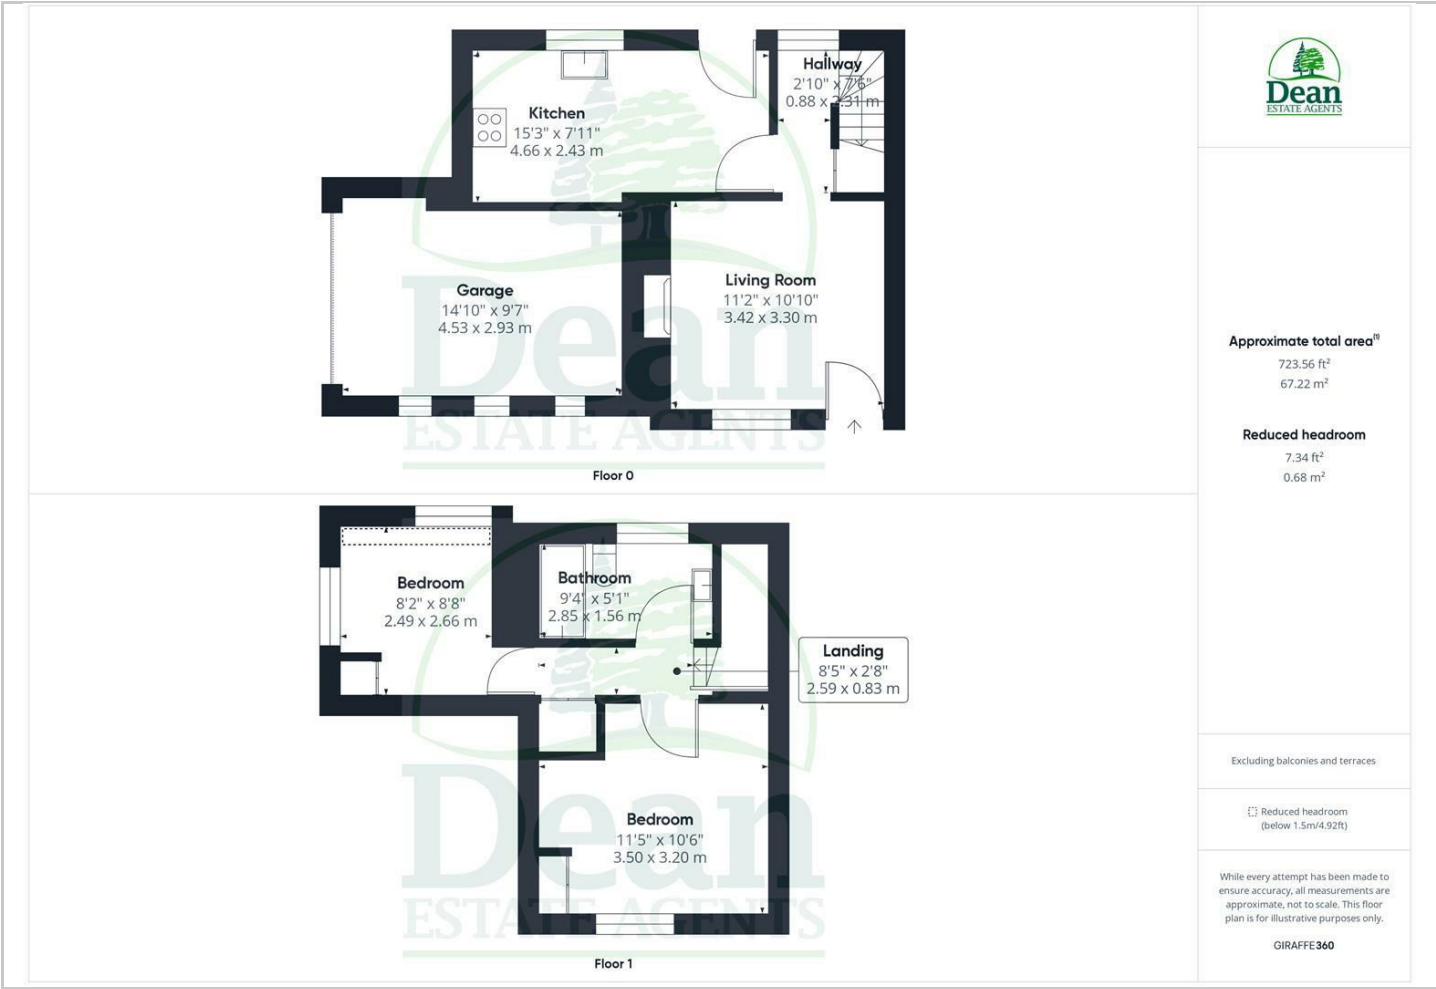 Kitchen
15'3" x 7'11"
4.66 x 2.43 m
Hallway
2'10" x 7'6"
0.88 x 2.31 m
Garage
14'10" x 9'7"
4.53 x 2.93 m
Living Room
11'2" x 10'10"
3.42 x 3.30 m
Dean
ESTATE AGENTS
Floor 0
Bedroom
8'2" x 8'8"
2.49 x 2.66 m
Bathroom
9'4" x 5'1"
2.85 x 1.56 m
Landing
8'5" x 2'8"
2.59 x 0.83 m
Bedroom
11'5" x 10'6"
3.50 x 3.20 m
Dean
ESTATE AGENTS
Floor 1
Dean
ESTATE AGENTS
Approximate total area(1)
723.56 ft²
67.22 m²
Reduced headroom
7.34 ft²
0.68 m²
Excluding balconies and terraces
Reduced headroom
(below 1.5m/4.92ft)
While every attempt has been made to
ensure accuracy, all measurements are
approximate, not to scale. This floor
plan is for illustrative purposes only.
GIRAFFE360